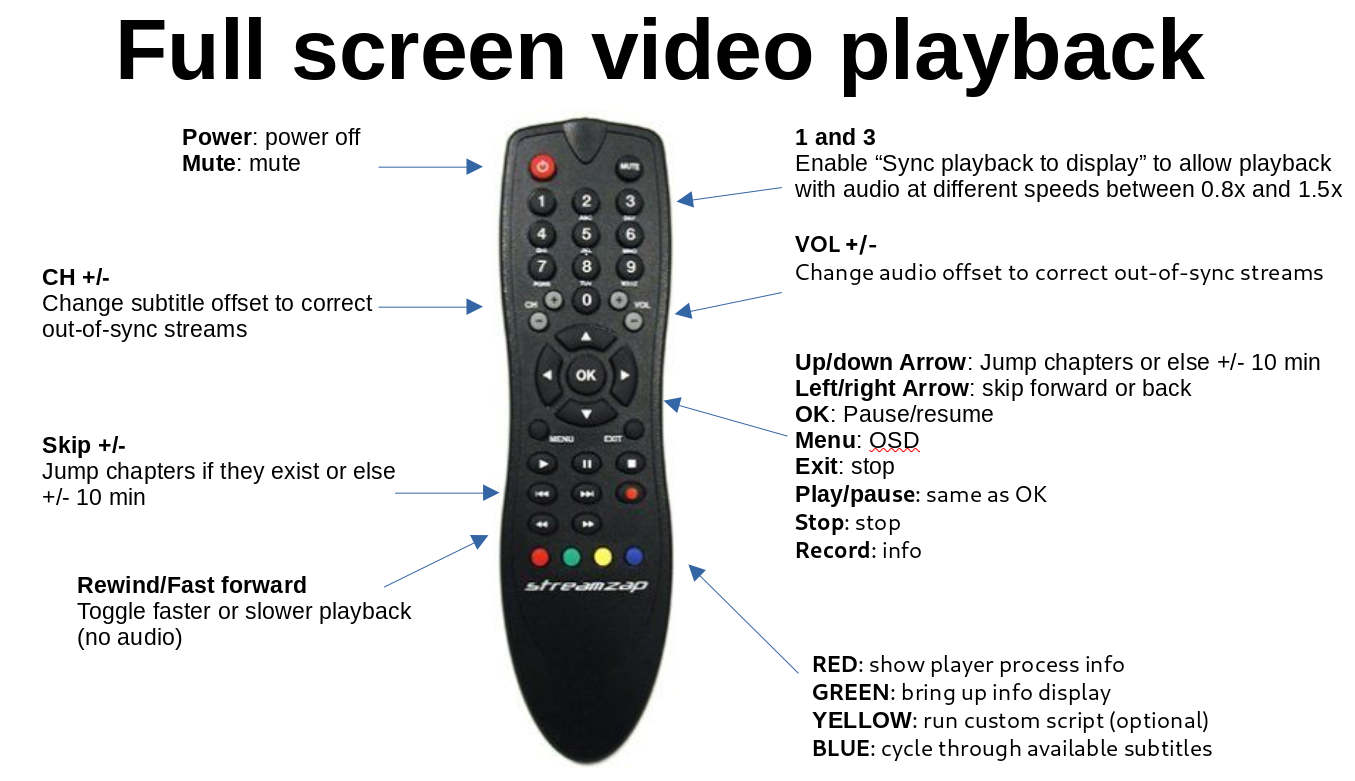 Full screen video playback
Power: power off
Mute: mute
CH +/-
Change subtitle offset to correct
out-of-sync streams
Skip +/-
Jump chapters if they exist or else
+/- 10 min
Rewind/Fast forward
Toggle faster or slower playback
(no audio)
MUTE
1 2 3
4 5 6
7 8 9
CH + 0 + VOL
− −
OK
MENU EXIT
streamzap
1 and 3
Enable “Sync playback to display” to allow playback
with audio at different speeds between 0.8x and 1.5x
VOL +/-
Change audio offset to correct out-of-sync streams
Up/down Arrow: Jump chapters or else +/- 10 min
Left/right Arrow: skip forward or back
OK: Pause/resume
Menu: OSD
Exit: stop
Play/pause: same as OK
Stop: stop
Record: info
RED: show player process info
GREEN: bring up info display
YELLOW: run custom script (optional)
BLUE: cycle through available subtitles